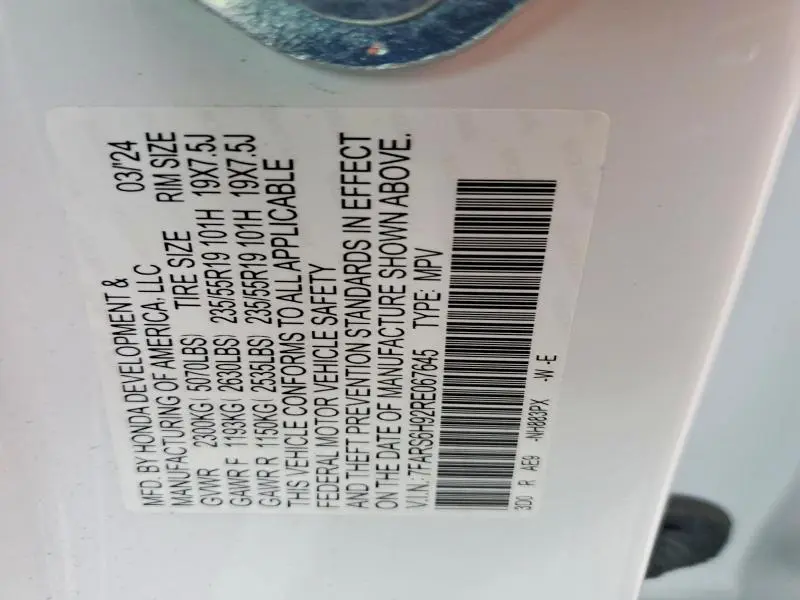 MFD. BY HONDA DEVELOPMENT &
MANUFACTURING OF AMERICA, LLC 03/'24
GVWR 2300KG( 5070LBS) TIRE SIZE RIM SIZE
GAWR F 1193KG( 2630LBS) 235/55R19 101H 19X7.5J
GAWR R 1150KG( 2535LBS) 235/55R19 101H 19X7.5J
THIS VEHICLE CONFORMS TO ALL APPLICABLE
FEDERAL MOTOR VEHICLE SAFETY
AND THEFT PREVENTION STANDARDS IN EFFECT
ON THE DATE OF MANUFACTURE SHOWN ABOVE.
V.I.N.: 7FARS6H92RE067645 TYPE: MPV
3D0 R AE9 -NH883PX -W -E